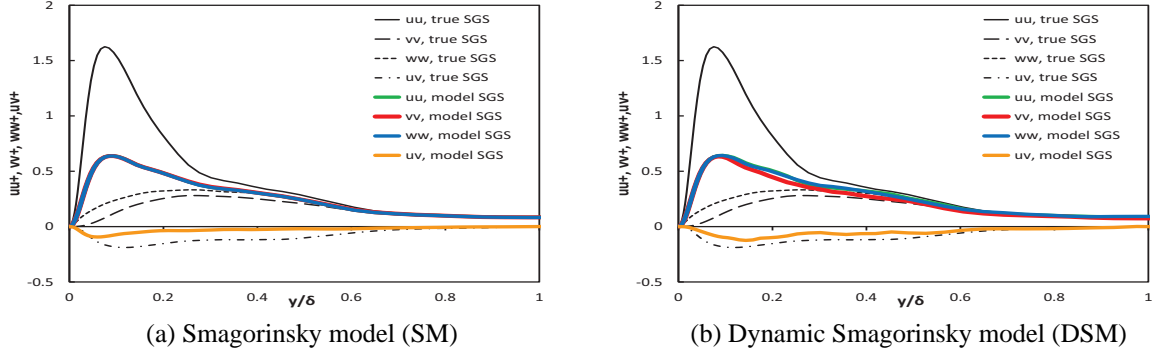 2
1.5
1
0.5
0
-0.5
uu+, vv+, ww+,uv+
uu, true SGS
vv, true SGS
ww, true SGS
uv, true SGS
uu, model SGS
vv, model SGS
ww, model SGS
uv, model SGS
0 0.2 0.4 0.6 0.8 1
y/δ
(a) Smagorinsky model (SM)
2
1.5
1
0.5
0
-0.5
uu+, vv+, ww+,uv+
uu, true SGS
vv, true SGS
ww, true SGS
uv, true SGS
uu, model SGS
vv, model SGS
ww, model SGS
uv, model SGS
0 0.2 0.4 0.6 0.8 1
y/δ
(b) Dynamic Smagorinsky model (DSM)